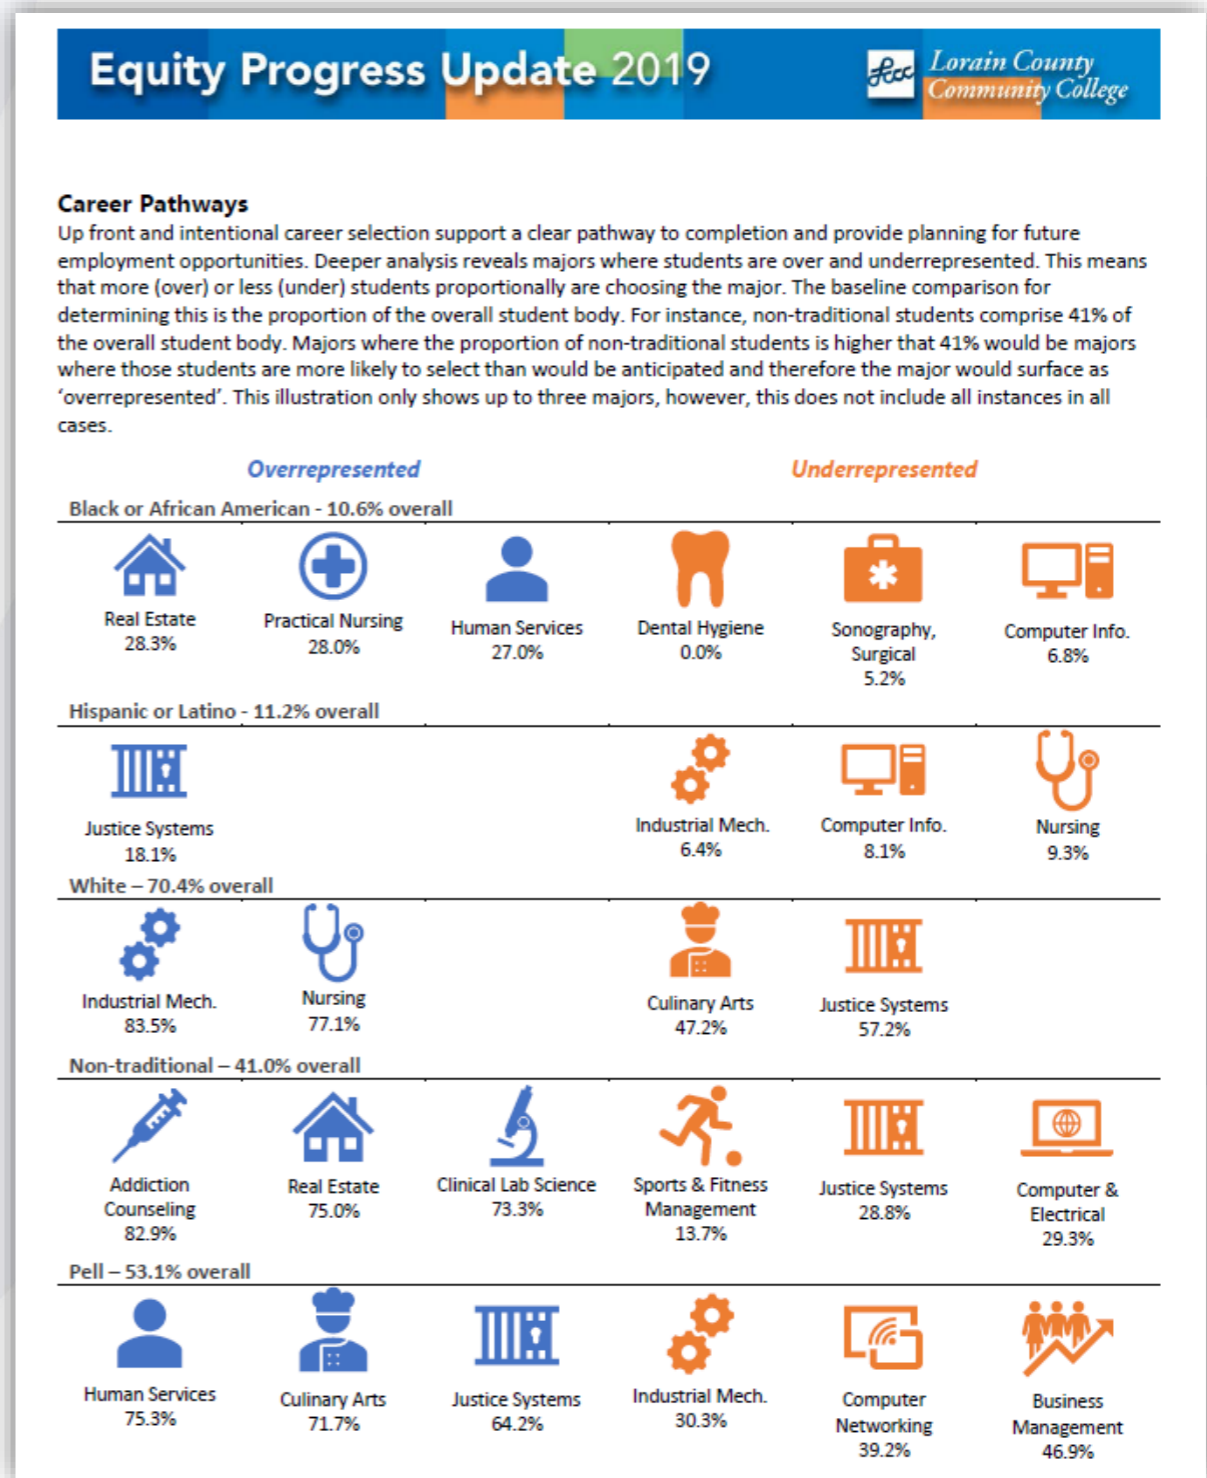 Equity Progress Update 2019
lccc
Lorain County
Community College
Career Pathways
Up front and intentional career selection support a clear pathway to completion and provide planning for future
employment opportunities. Deeper analysis reveals majors where students are over and underrepresented. This means
that more (over) or less (under) students proportionally are choosing the major. The baseline comparison for
determining this is the proportion of the overall student body. For instance, non-traditional students comprise 41% of
the overall student body. Majors where the proportion of non-traditional students is higher that 41% would be majors
where those students are more likely to select than would be anticipated and therefore the major would surface as
‘overrepresented’. This illustration only shows up to three majors, however, this does not include all instances in all
cases.
Overrepresented
Underrepresented
Black or African American - 10.6% overall
Real Estate
28.3%
Practical Nursing
28.0%
Human Services
27.0%
Dental Hygiene
0.0%
Sonography,
Surgical
5.2%
Computer Info.
6.8%
Hispanic or Latino - 11.2% overall
Justice Systems
18.1%
Industrial Mech.
6.4%
Computer Info.
8.1%
Nursing
9.3%
White – 70.4% overall
Industrial Mech.
83.5%
Nursing
77.1%
Culinary Arts
47.2%
Justice Systems
57.2%
Non-traditional – 41.0% overall
Addiction
Counseling
82.9%
Real Estate
75.0%
Clinical Lab Science
73.3%
Sports & Fitness
Management
13.7%
Justice Systems
28.8%
Computer &
Electrical
29.3%
Pell – 53.1% overall
Human Services
75.3%
Culinary Arts
71.7%
Justice Systems
64.2%
Industrial Mech.
30.3%
Computer
Networking
39.2%
Business
Management
46.9%